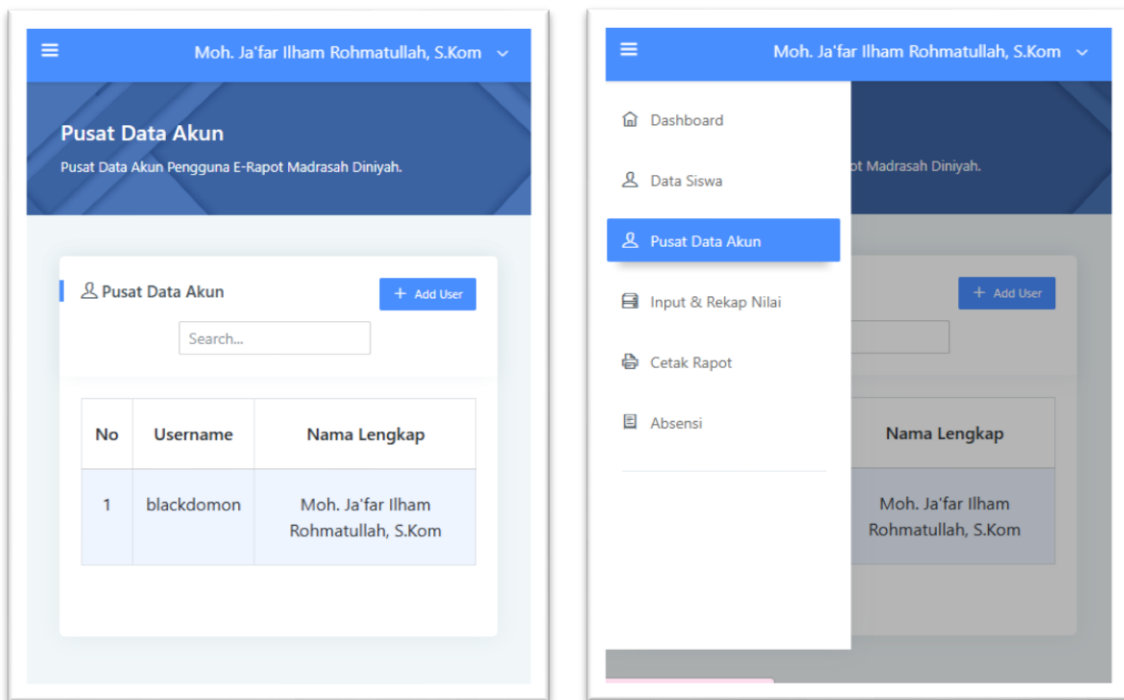 Moh. Ja'far Ilham Rohmatullah, S.Kom
Pusat Data Akun
Pusat Data Akun Pengguna E-Rapot Madrasah Diniyah.
Pusat Data Akun
+ Add User
Search...
No Username Nama Lengkap
1 blackdomon Moh. Ja'far Ilham
Rohmatullah, S.Kom
Moh. Ja'far Ilham Rohmatullah, S.Kom
Dashboard
Data Siswa
ot Madrasah Diniyah.
Pusat Data Akun
Input & Rekap Nilai
+ Add User
Cetak Rapot
Absensi
Nama Lengkap
Moh. Ja'far Ilham
Rohmatullah, S.Kom